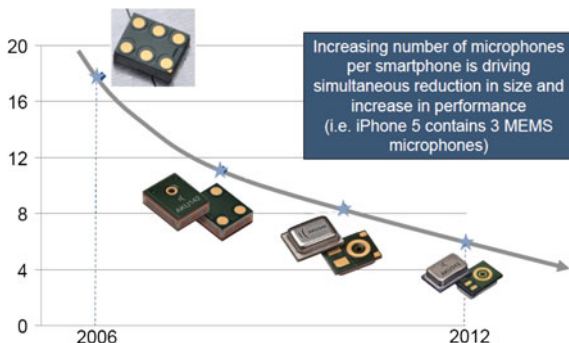 20
Increasing number of microphones
per smartphone is driving
simultaneous reduction in size and
increase in performance
(i.e. iPhone 5 contains 3 MEMS
microphones)
16
12
AKU142
8
4
0
2006
2012